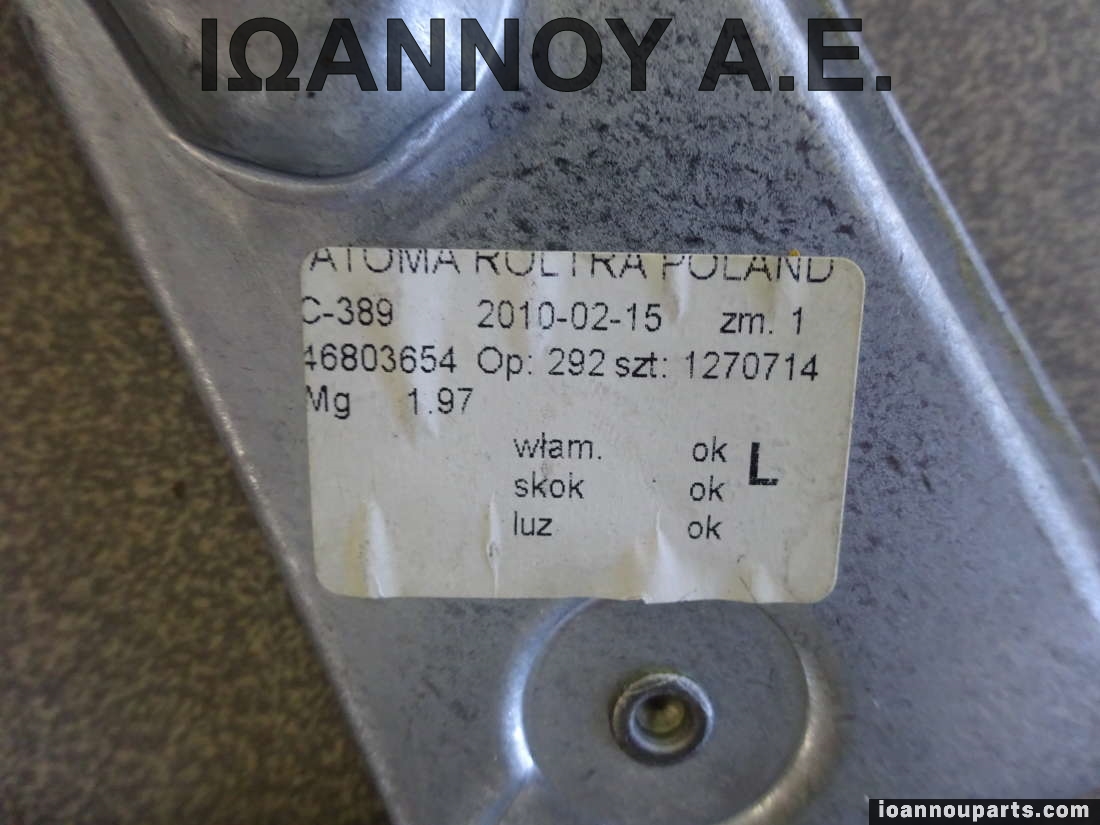 ΙΩΑΝΝΟΥ Α.Ε.
ATOMA ROLTRA POLAND
C-389 2010-02-15 zm. 1
46803654 Op: 292 szt: 1270714
Mg 1.97
włam. ok L
skok ok
luz ok
ioannouparts.com